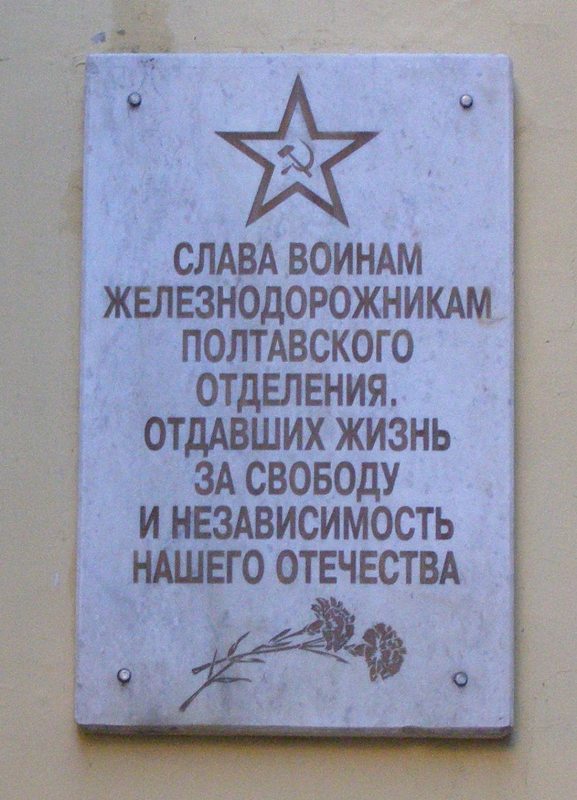 СЛАВА ВОИНАМ
ЖЕЛЕЗНОДОРОЖНИКАМ
ПОЛТАВСКОГО
ОТДЕЛЕНИЯ.
ОТДАВШИХ ЖИЗНЬ
ЗА СВОБОДУ
И НЕЗАВИСИМОСТЬ
НАШЕГО ОТЕЧЕСТВА